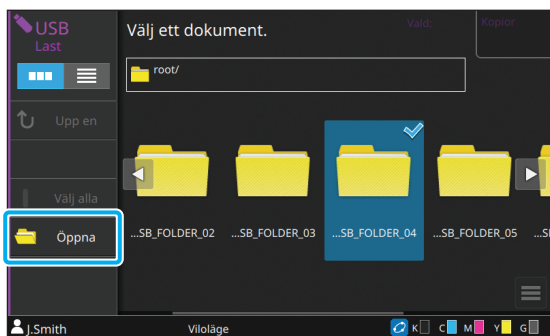 USB
Last
Välj ett dokument.
Vald:
Kopior
root/
Upp en
Välj alla
Öppna
...SB_FOLDER_02
...SB_FOLDER_03
...SB_FOLDER_04
...SB_FOLDER_05
...S
J.Smith
Viloläge
K C M Y G